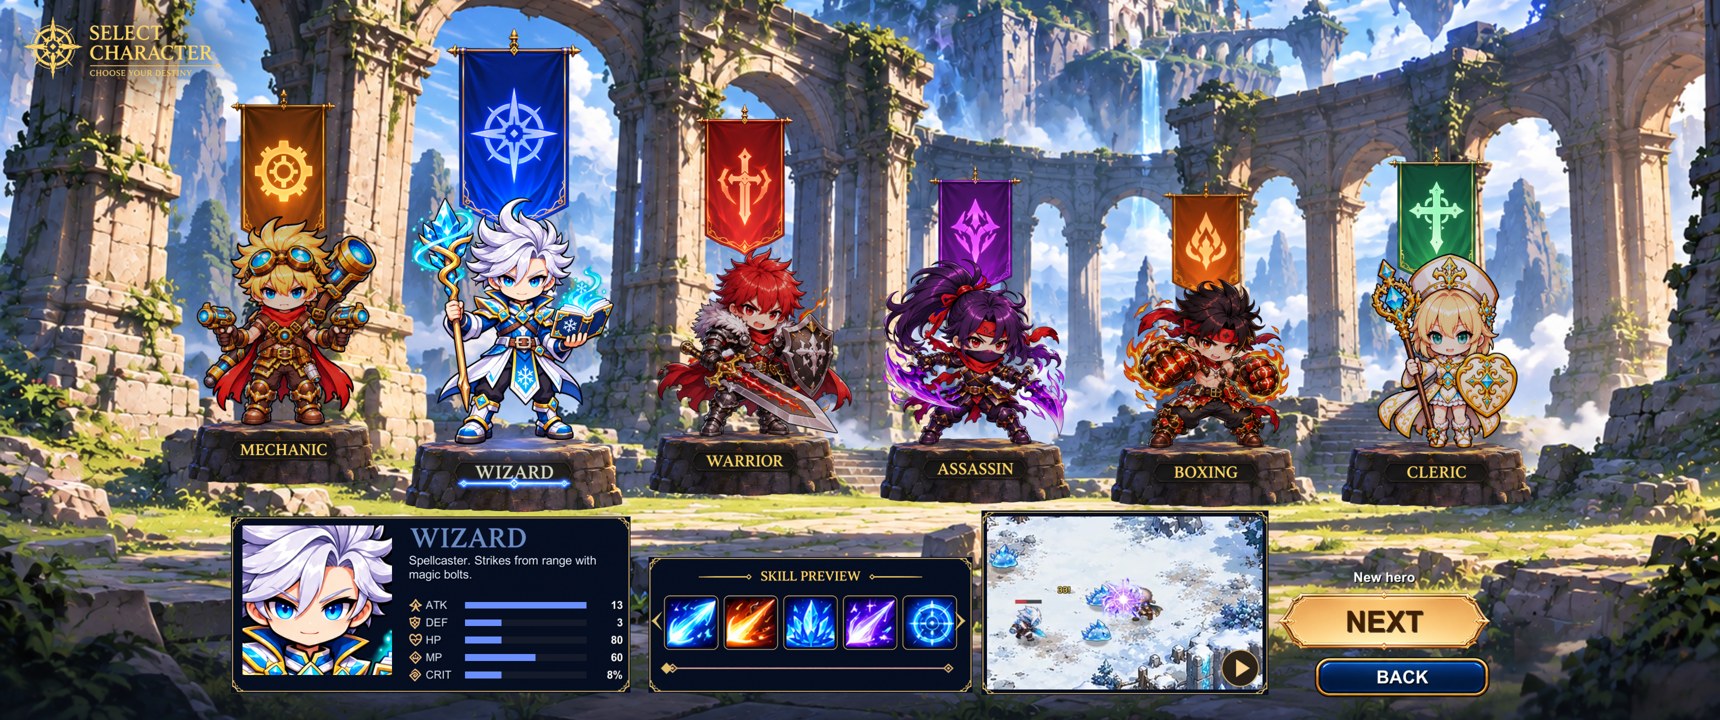 SELECT
CHARACTER
CHOOSE YOUR DESTINY
MECHANIC
WIZARD
WARRIOR
ASSASSIN
BOXING
CLERIC
WIZARD
Spellcaster. Strikes from range with
magic bolts.
ATK 13
DEF 3
HP 80
MP 60
CRIT 8%
SKILL PREVIEW
New hero
NEXT
BACK